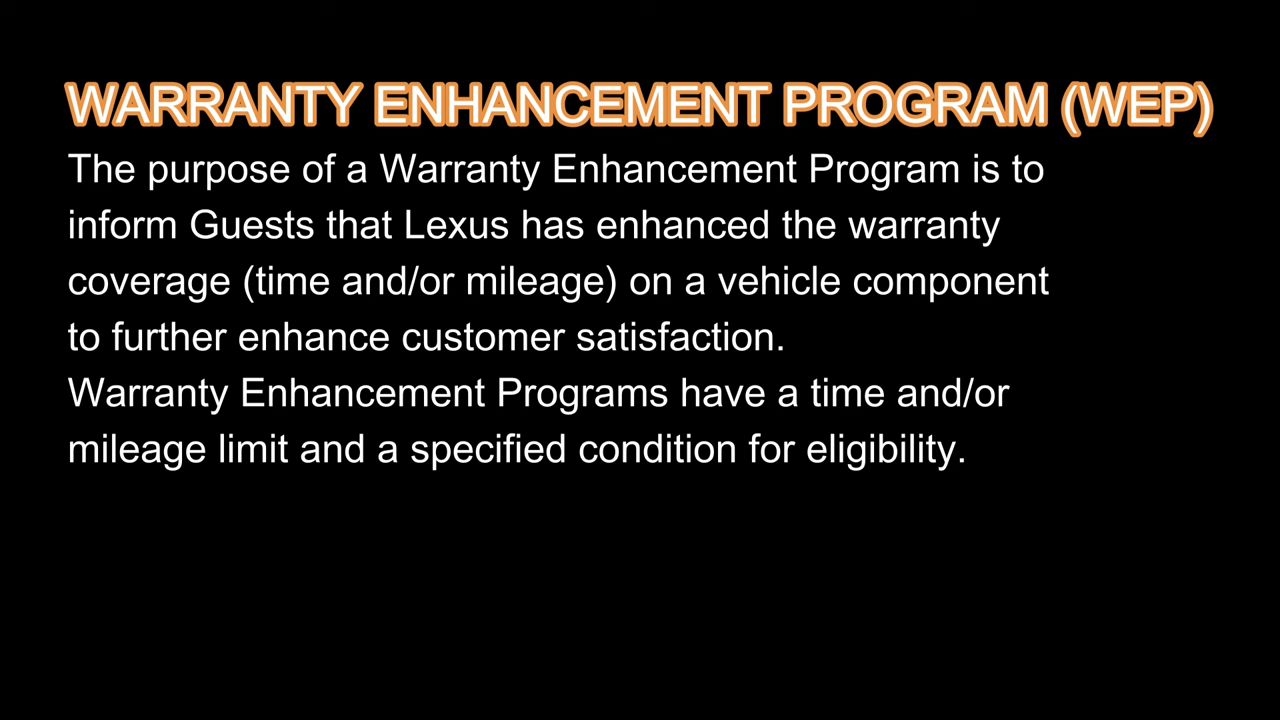 WARRANTY ENHANCEMENT PROGRAM (WEP)
The purpose of a Warranty Enhancement Program is to
inform Guests that Lexus has enhanced the warranty
coverage (time and/or mileage) on a vehicle component
to further enhance customer satisfaction.
Warranty Enhancement Programs have a time and/or
mileage limit and a specified condition for eligibility.